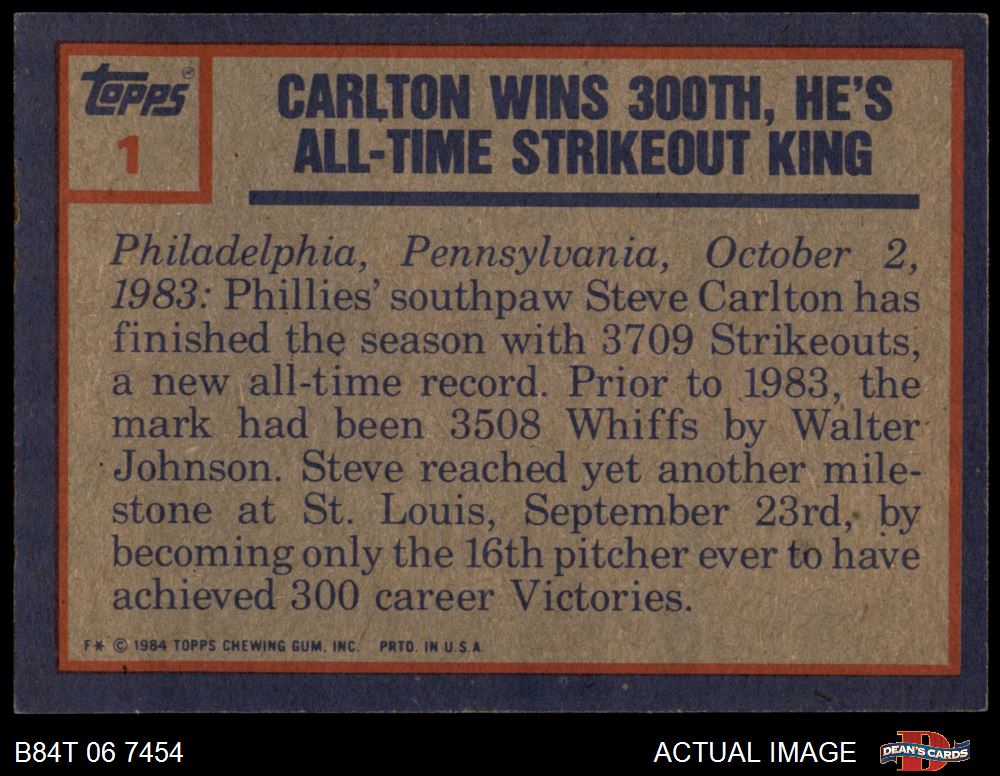 Topps®
1
CARLTON WINS 300TH, HE'S
ALL-TIME STRIKEOUT KING
Philadelphia, Pennsylvania, October 2,
1983: Phillies' southpaw Steve Carlton has
finished the season with 3709 Strikeouts,
a new all-time record. Prior to 1983, the
mark had been 3508 Whiffs by Walter
Johnson. Steve reached yet another mile-
stone at St. Louis, September 23rd, by
becoming only the 16th pitcher ever to have
achieved 300 career Victories.
F* © 1984 TOPPS CHEWING GUM, INC. PRTD. IN U.S.A.
B84T 06 7454
ACTUAL IMAGE
D
DEAN'S CARDS